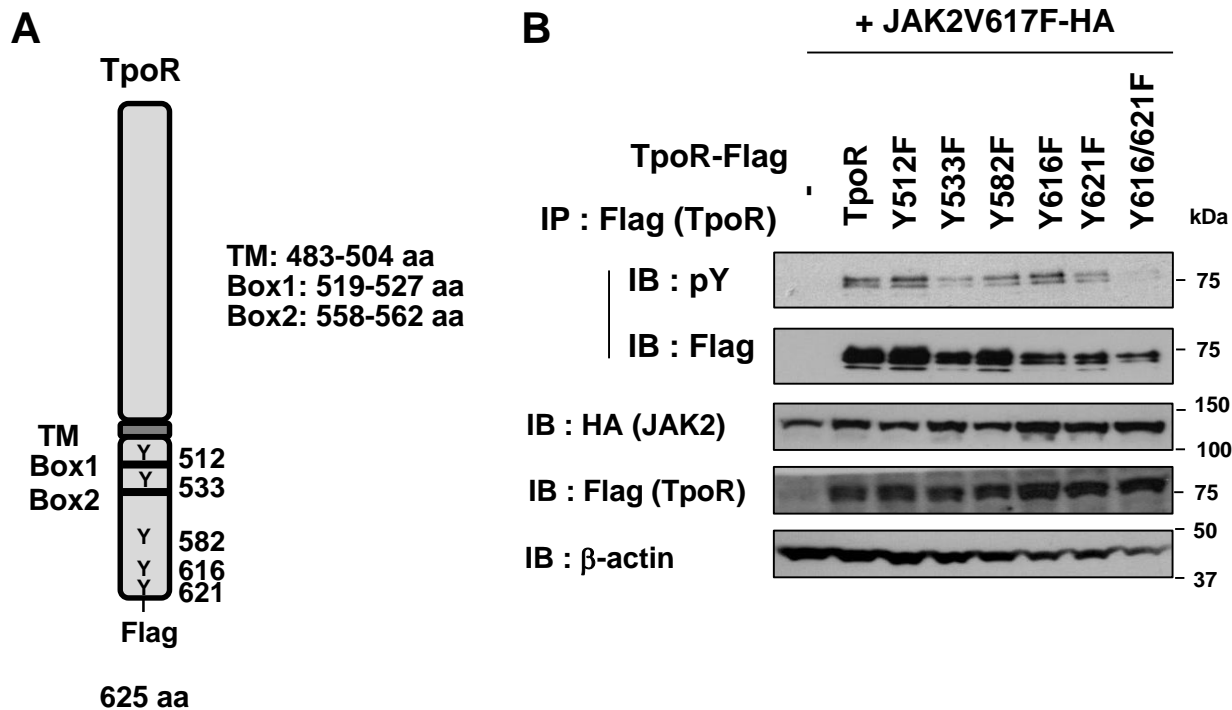 A
TpoR
TM: 483-504 aa
Box1: 519-527 aa
Box2: 558-562 aa
TM
Box1
Box2
Y
512
Y
533
Y
582
Y
616
Y
621
Flag
625 aa
B
+ JAK2V617F-HA
TpoR-Flag
-
TpoR
Y512F
Y533F
Y582F
Y616F
Y621F
Y616/621F
IP : Flag (TpoR)
kDa
IB : pY
75
IB : Flag
75
IB : HA (JAK2)
150
100
IB : Flag (TpoR)
75
IB : β-actin
50
37